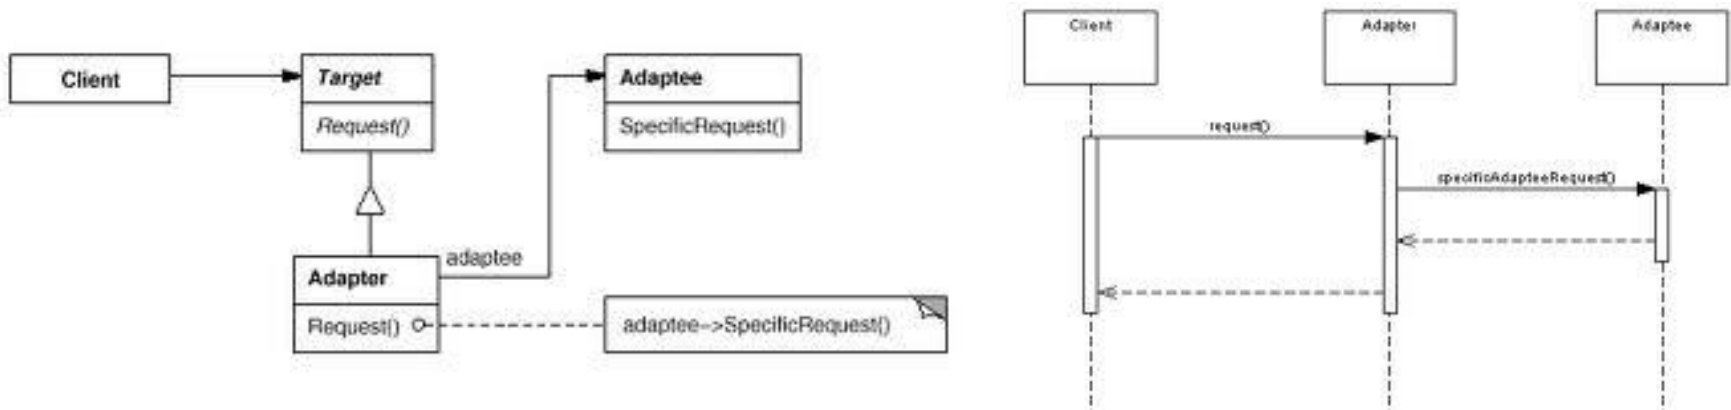 Client
Target
Request()
Adaptee
SpecificRequest()
Adapter
Request()
adaptee
adaptee->SpecificRequest()
Client
Adapter
Adaptee
request()
specificAdapteeRequest()